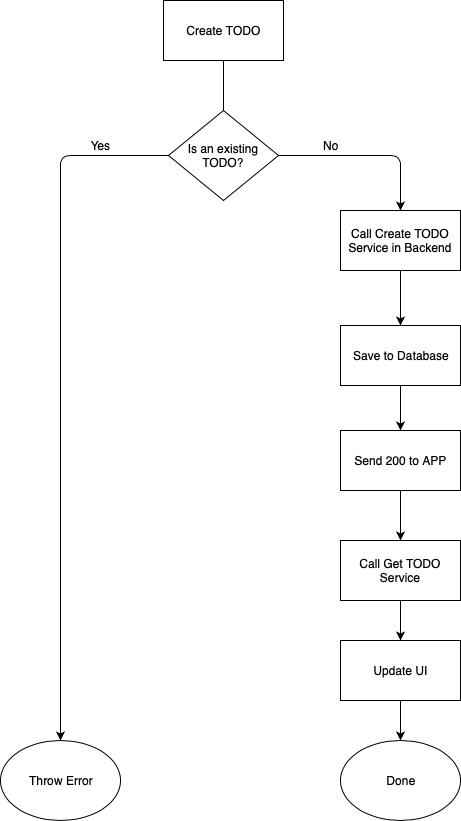 Create TODO
Is an existing
TODO?
Yes
No
Call Create TODO
Service in Backend
Save to Database
Send 200 to APP
Call Get TODO
Service
Update UI
Throw Error
Done